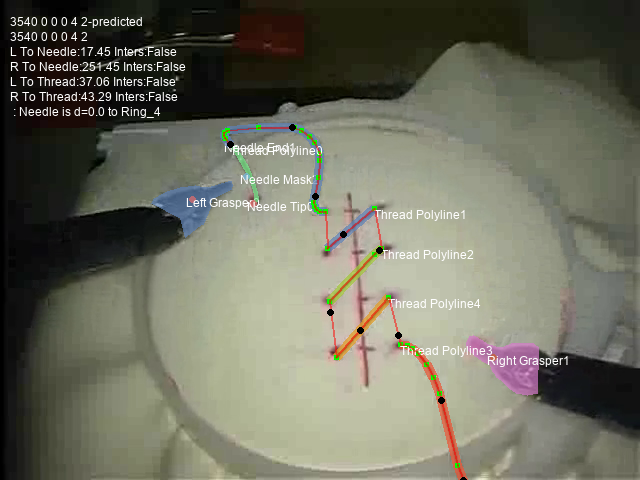 3540 0 0 0 4 2-predicted
3540 0 0 0 4 2
L To Needle:17.45 Inters:False
R To Needle:251.45 Inters:False
L To Thread:37.06 Inters:False
R To Thread:43.29 Inters:False
: Needle is d=0.0 to Ring_4
Needle End1
Thread Polyline0
Needle Mask
Left Grasper
Needle Tip
Thread Polyline1
Thread Polyline2
Thread Polyline4
Thread Polyline3
Right Grasper1